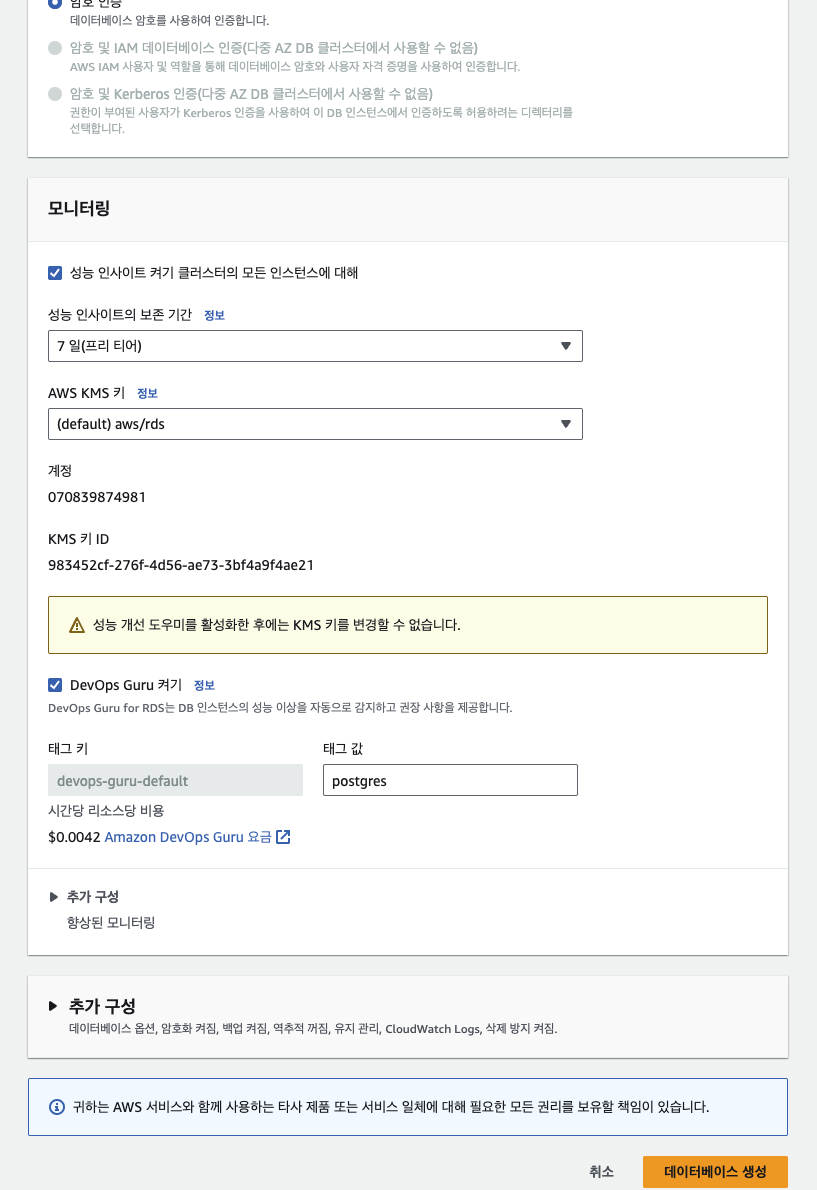 암호 인증
데이터베이스 암호를 사용하여 인증합니다.
암호 및 IAM 데이터베이스 인증(다중 AZ DB 클러스터에서 사용할 수 없음)
AWS IAM 사용자 및 역할을 통해 데이터베이스 암호와 사용자 자격 증명을 사용하여 인증합니다.
암호 및 Kerberos 인증(다중 AZ DB 클러스터에서 사용할 수 없음)
권한이 부여된 사용자가 Kerberos 인증을 사용하여 이 DB 인스턴스에서 인증하도록 허용하려는 디렉터리를
선택합니다.
모니터링
성능 인사이트 켜기 클러스터의 모든 인스턴스에 대해
성능 인사이트의 보존 기간 정보
7 일(프리 티어)
AWS KMS 키 정보
(default) aws/rds
계정
070839874981
KMS 키 ID
983452cf-276f-4d56-ae73-3bf4a9f4ae21
성능 개선 도우미를 활성화한 후에는 KMS 키를 변경할 수 없습니다.
DevOps Guru 켜기 정보
DevOps Guru for RDS는 DB 인스턴스의 성능 이상을 자동으로 감지하고 권장 사항을 제공합니다.
태그 키 태그 값
devops-guru-default postgres
시간당 리소스당 비용
$0.0042 Amazon DevOps Guru 요금
추가 구성
향상된 모니터링
추가 구성
데이터베이스 옵션, 암호화 켜짐, 백업 켜짐, 역추적 꺼짐, 유지 관리, CloudWatch Logs, 삭제 방지 켜짐.
귀하는 AWS 서비스와 함께 사용하는 타사 제품 또는 서비스 일체에 대해 필요한 모든 권리를 보유할 책임이 있습니다.
취소 데이터베이스 생성